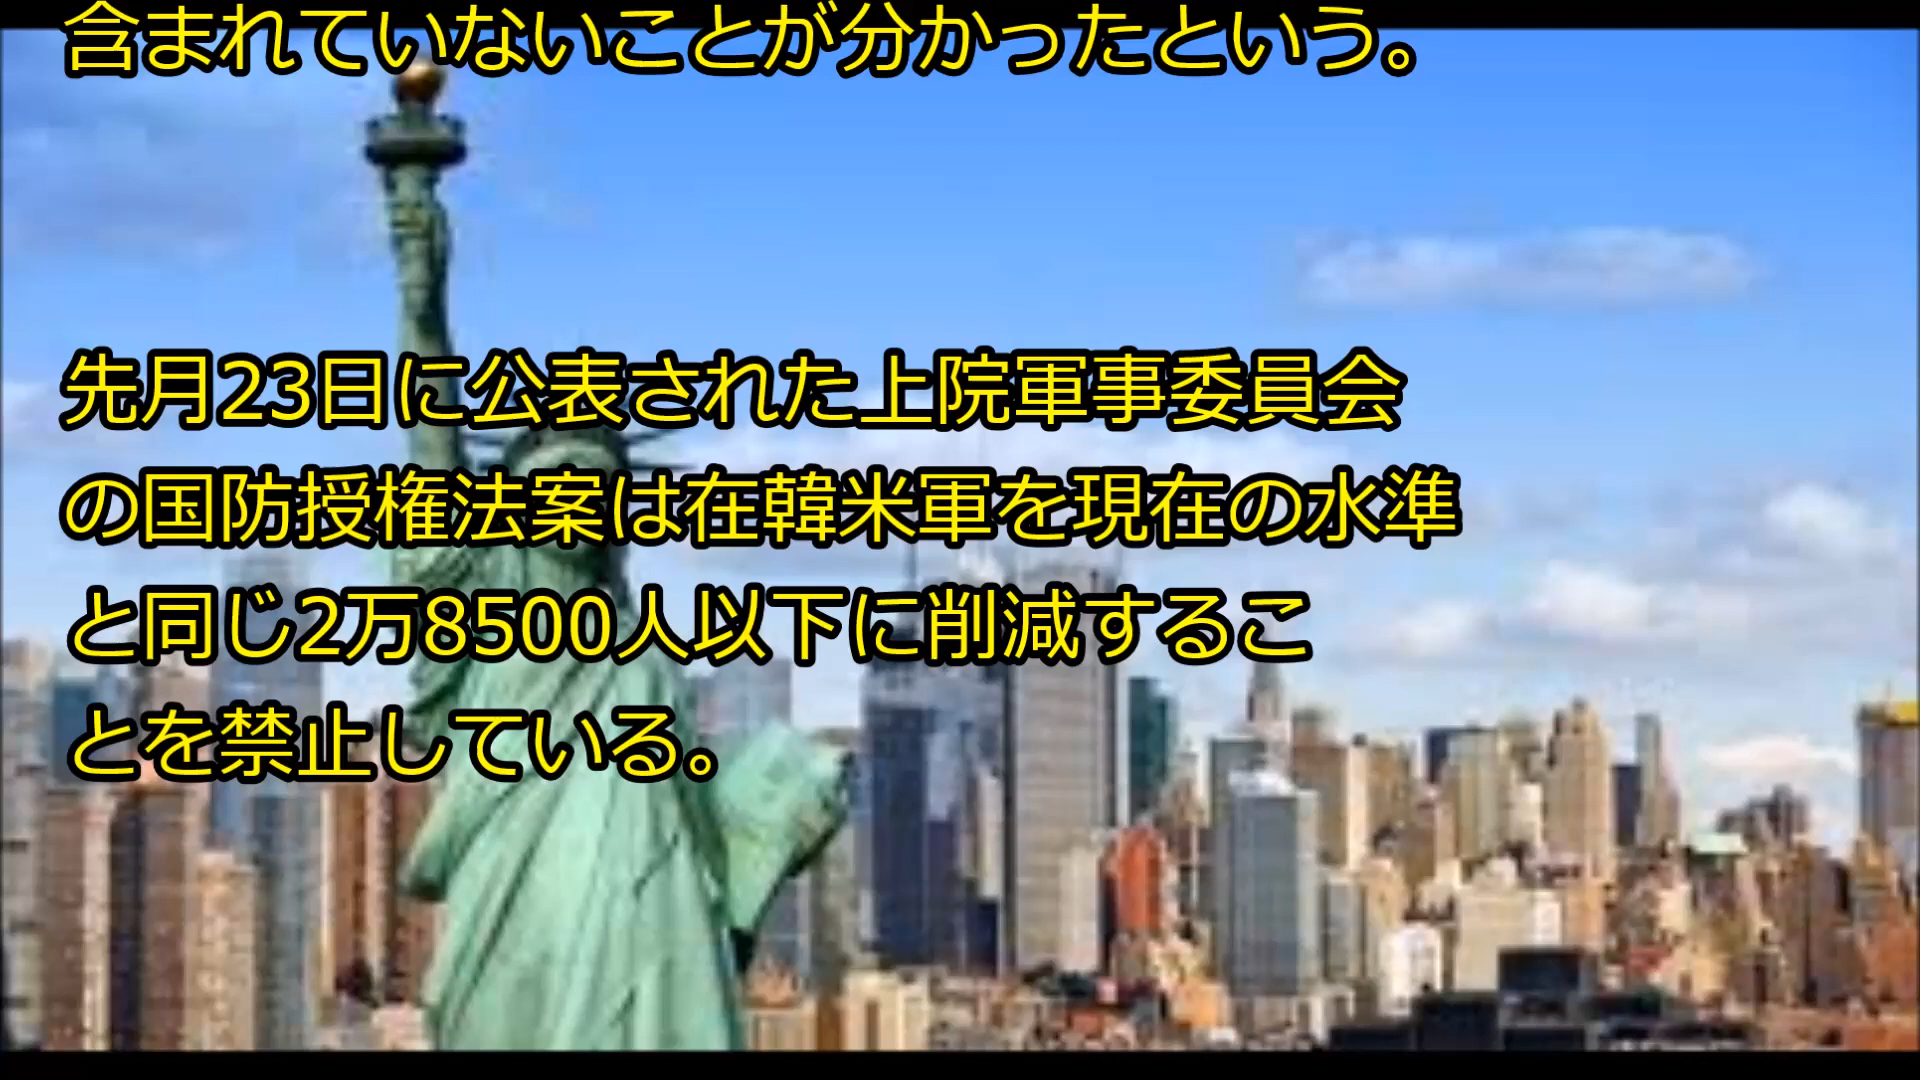 含まれていないことが分かったという。
先月23日に公表された上院軍事委員会
の国防授権法案は在韓米軍を現在の水準
と同じ2万8500人以下に削減するこ
とを禁止している。